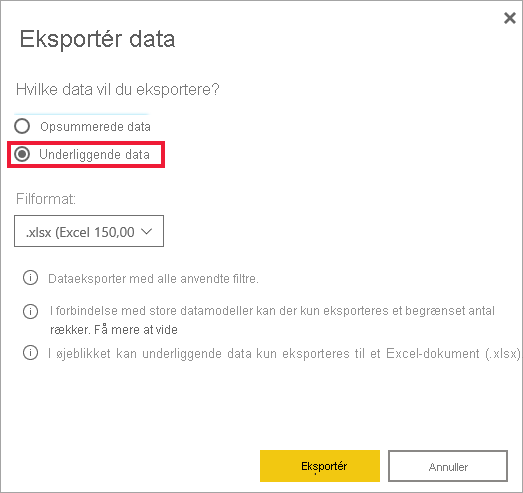 Eksportér data
Hvilke data vil du eksportere?
Opsummerede data
Underliggende data
Filformat:
.xlsx (Excel 150,00
Dataeksporter med alle anvendte filtre.
I forbindelse med store datamodeller kan der kun eksporteres et begrænset antal
rækker. Få mere at vide
I øjeblikket kan underliggende data kun eksporteres til et Excel-dokument (.xlsx)
Eksportér
Annuller